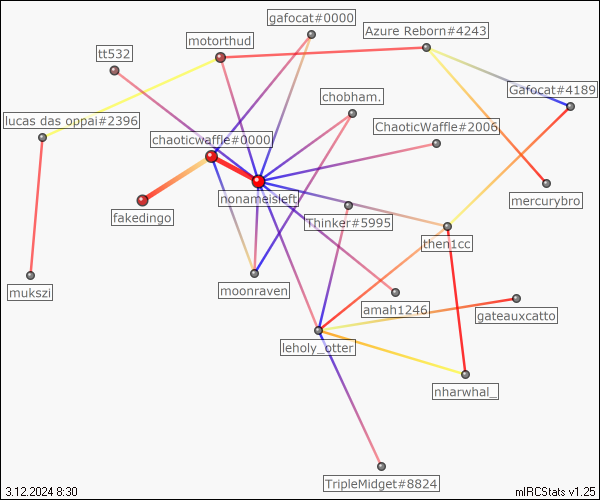 gafocat#0000
Azure Reborn#4243
motorthud
tt532
Gafocat#4189
chobham.
lucas das oppai#2396
ChaoticWaffle#2006
chaoticwaffle#0000
nonameisleft
mercurybro
fakedingo
Thinker#5995
then1cc
mukszi
moonraven
amah1246
gateauxcatto
leholy_otter
nharwhal_
TripleMidget#8824
3.12.2024 8:30
mIRCStats v1.25